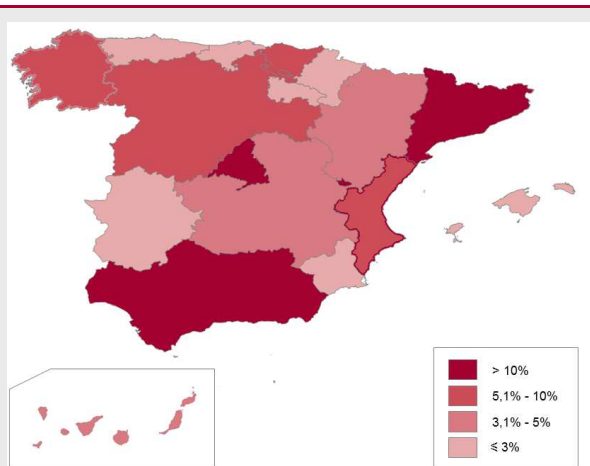 > 10%
5,1% - 10%
3,1% - 5%
≤ 3%